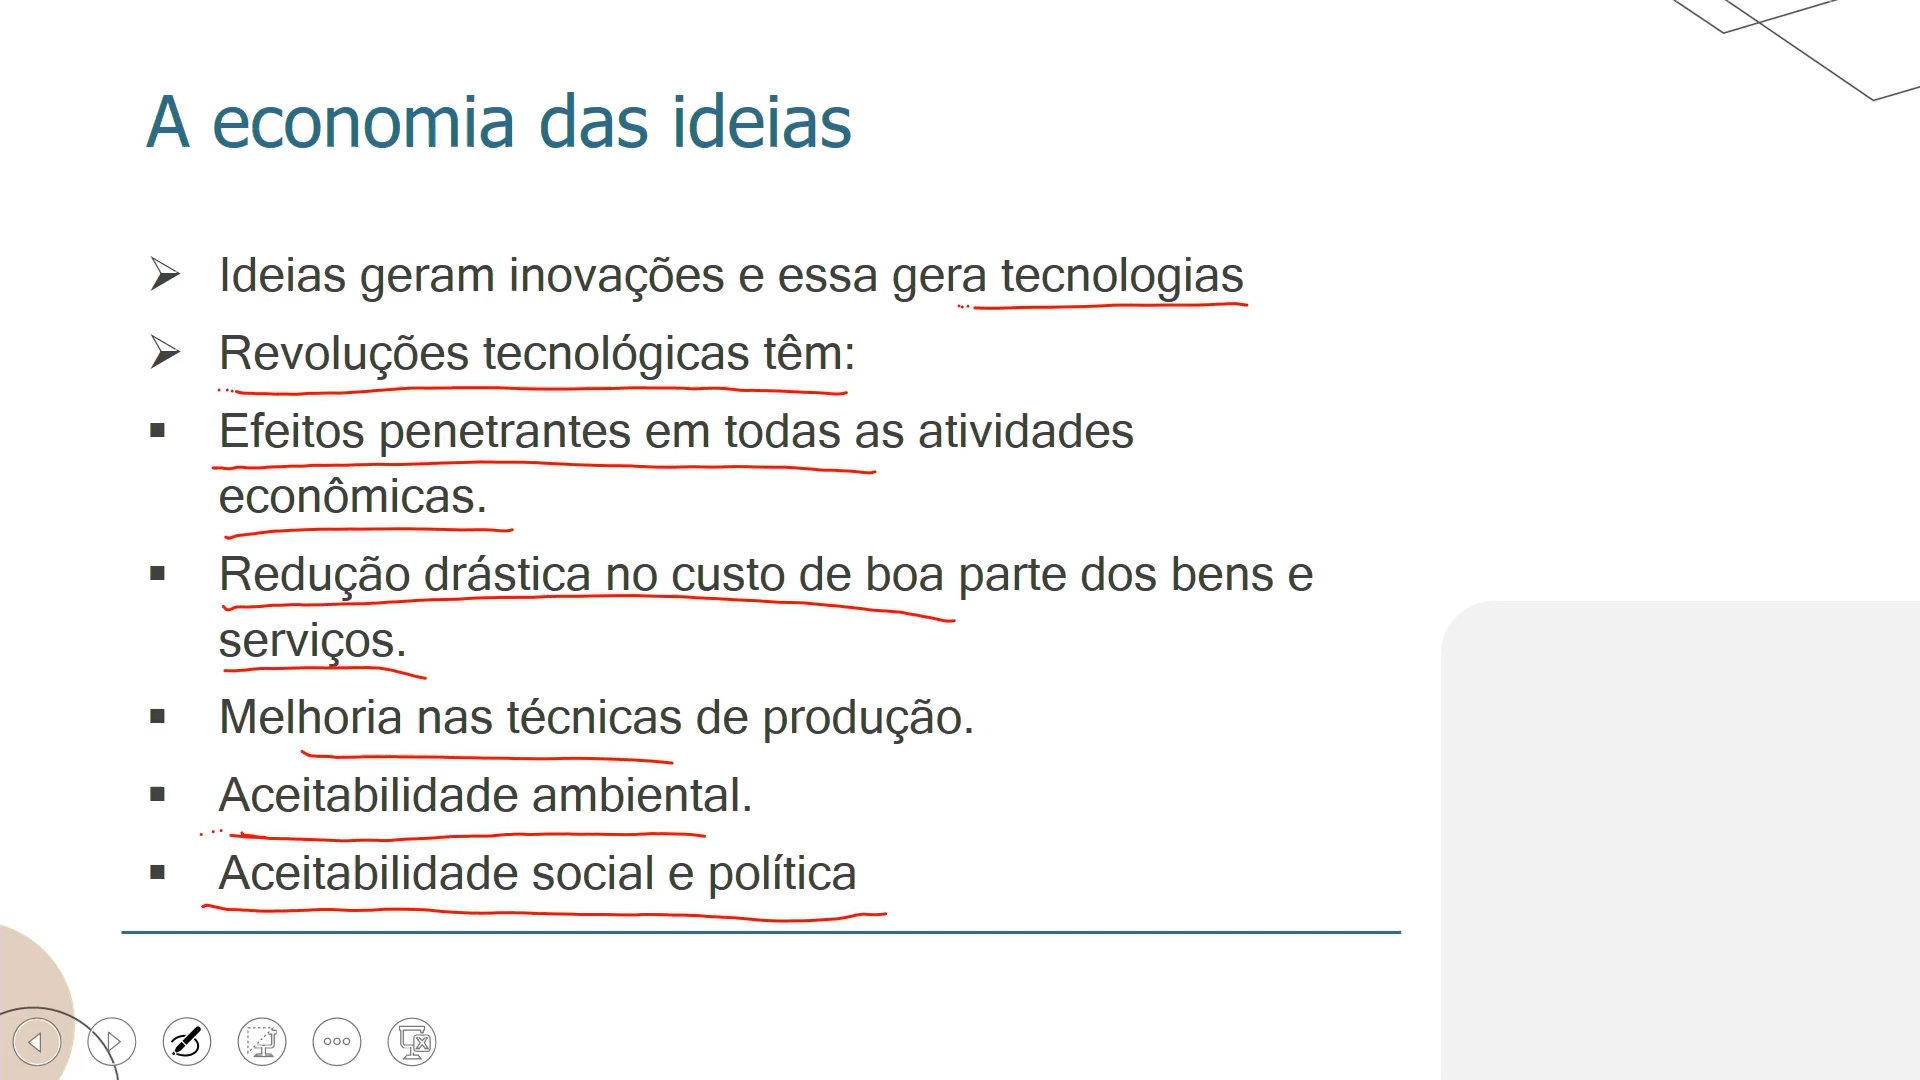 A economia das ideias
Ideias geram inovações e essa gera tecnologias
Revoluções tecnológicas têm:
Efeitos penetrantes em todas as atividades
econômicas.
Redução drástica no custo de boa parte dos bens e
serviços.
Melhoria nas técnicas de produção.
Aceitabilidade ambiental.
Aceitabilidade social e política